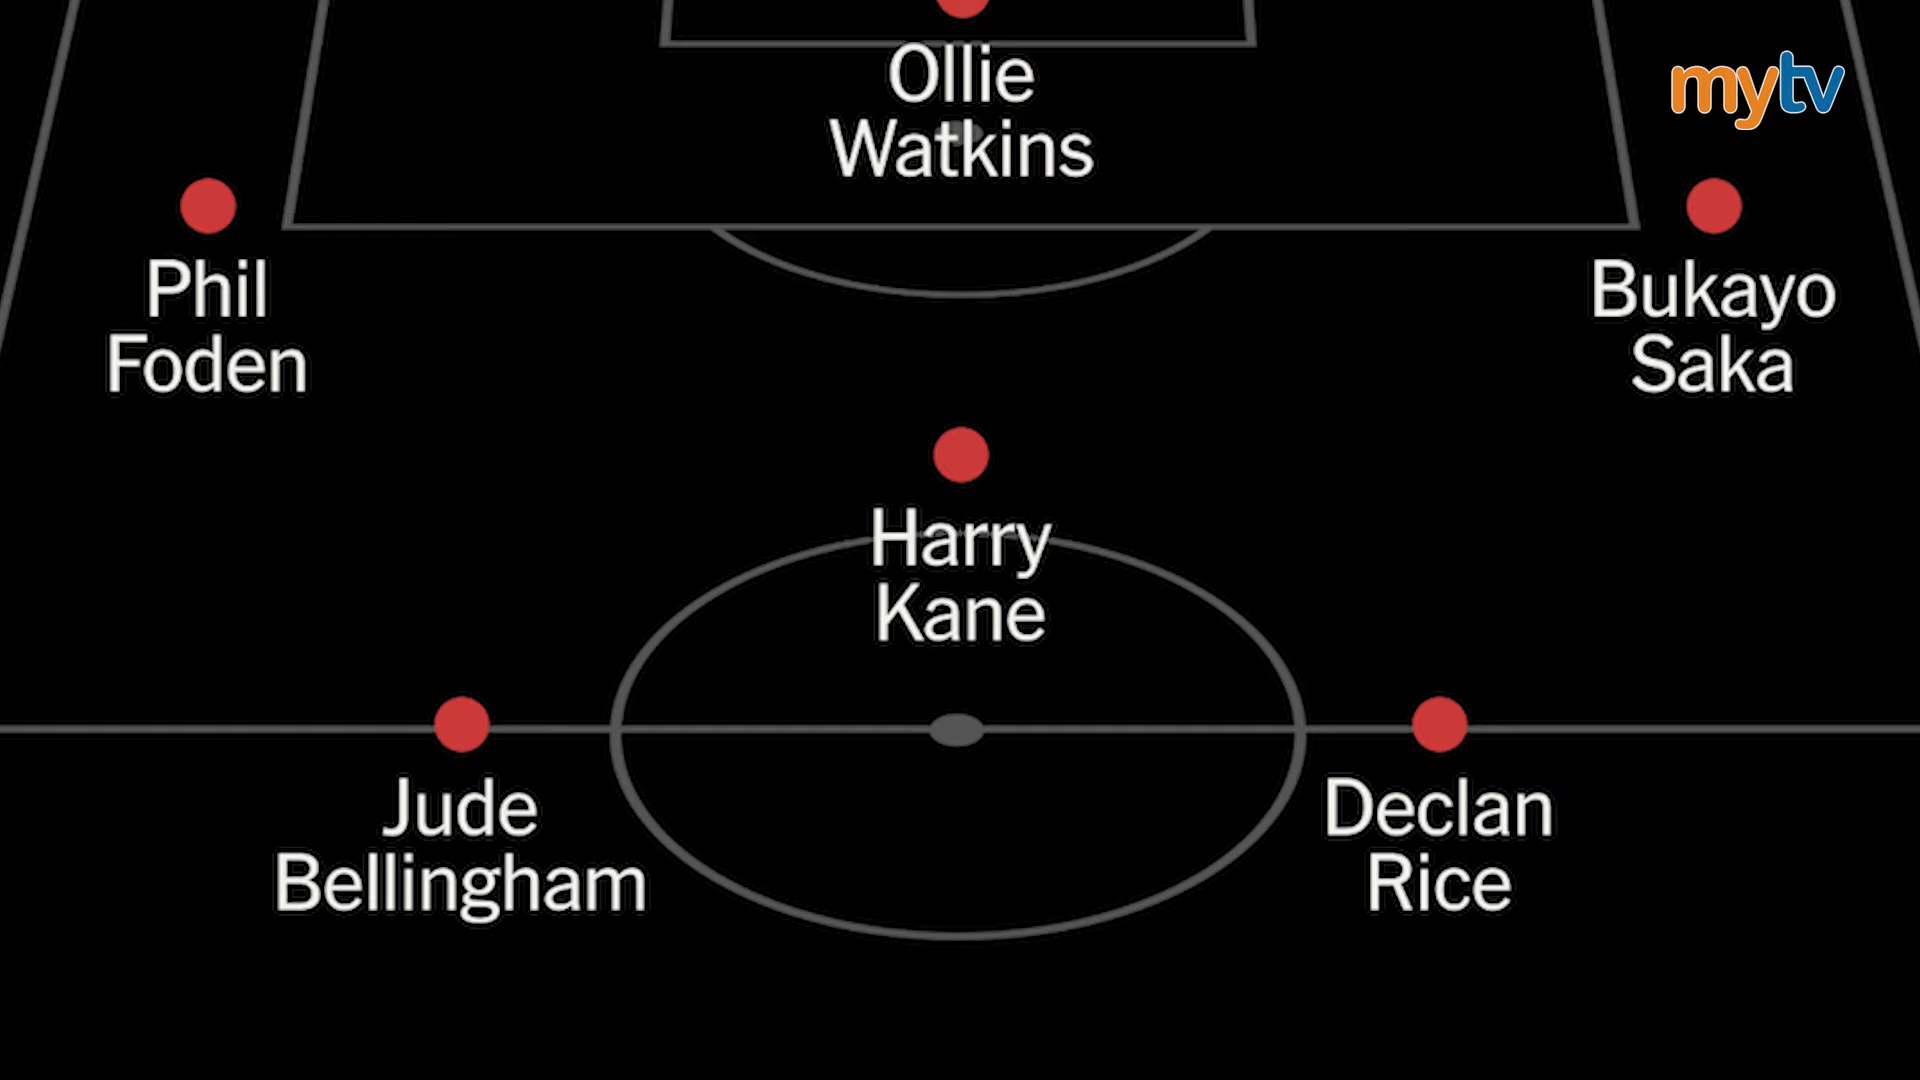 Ollie
Watkins
mytv
Phil
Foden
Bukayo
Saka
Harry
Kane
Jude
Bellingham
Declan
Rice